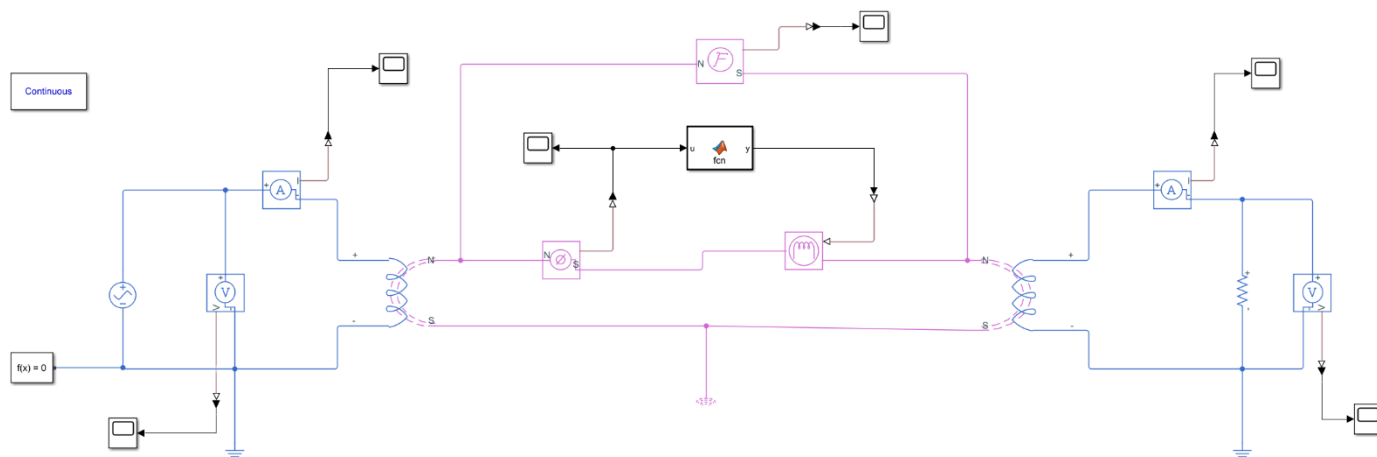 F
N
S
Continuous
u
y
fcn
+
I
A
-
+
I
A
-
N
Ø
S
+
N
N
+
+
V
V
-
S
S
-
+
-
+
V
V
-
f(x) = 0